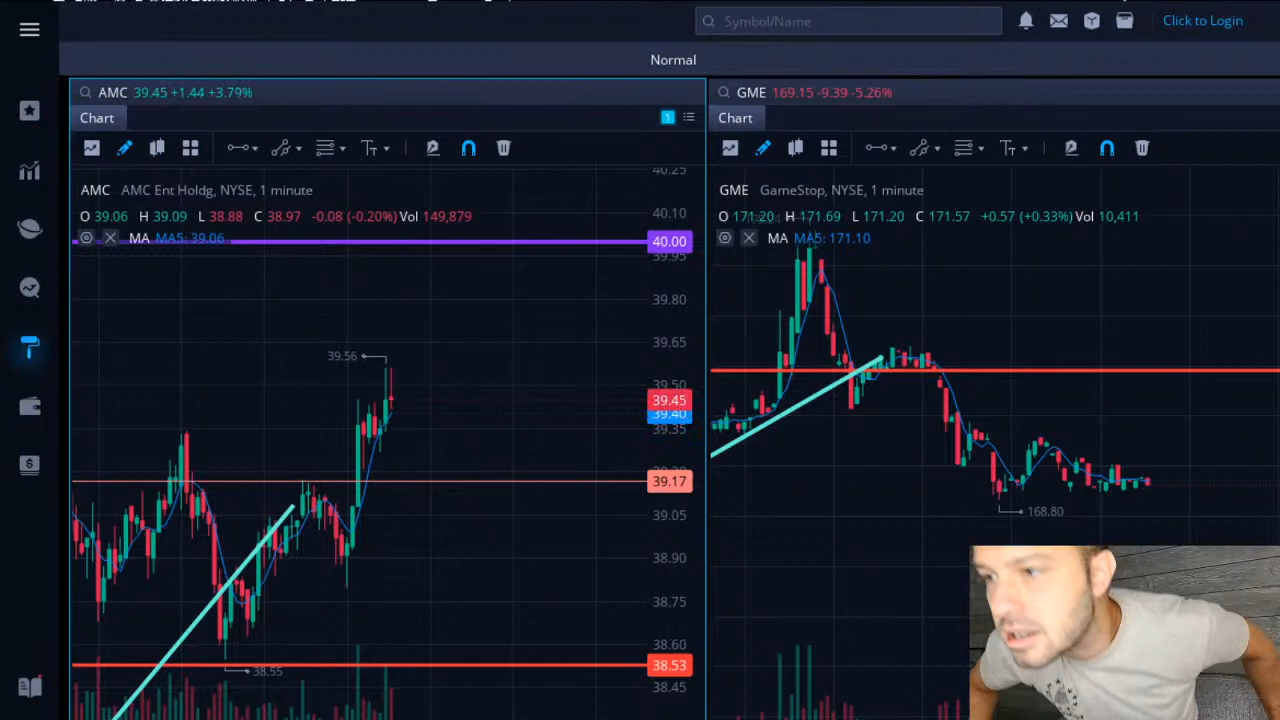 Symbol/Name
Click to Login
Normal
AMC 39.45 +1.44 +3.79%
Chart
1
Tт
AMC AMC Ent Holdg, NYSE, 1 minute
O 39.06 H 39.09 L 38.88 C 38.97 -0.08 (-0.20%) Vol 149,879
MA MA5: 39.06
40.25
40.10
40.00
39.95
39.80
39.65
39.56
39.50
39.45
39.40
39.35
39.17
39.05
38.90
38.75
38.60
38.53
38.55
38.45
GME 169.15 -9.39 -5.26%
Chart
Tт
GME GameStop, NYSE, 1 minute
O 171.20 H 171.69 L 171.20 C 171.57 +0.57 (+0.33%) Vol 10,411
MA MA5: 171.10
168.80